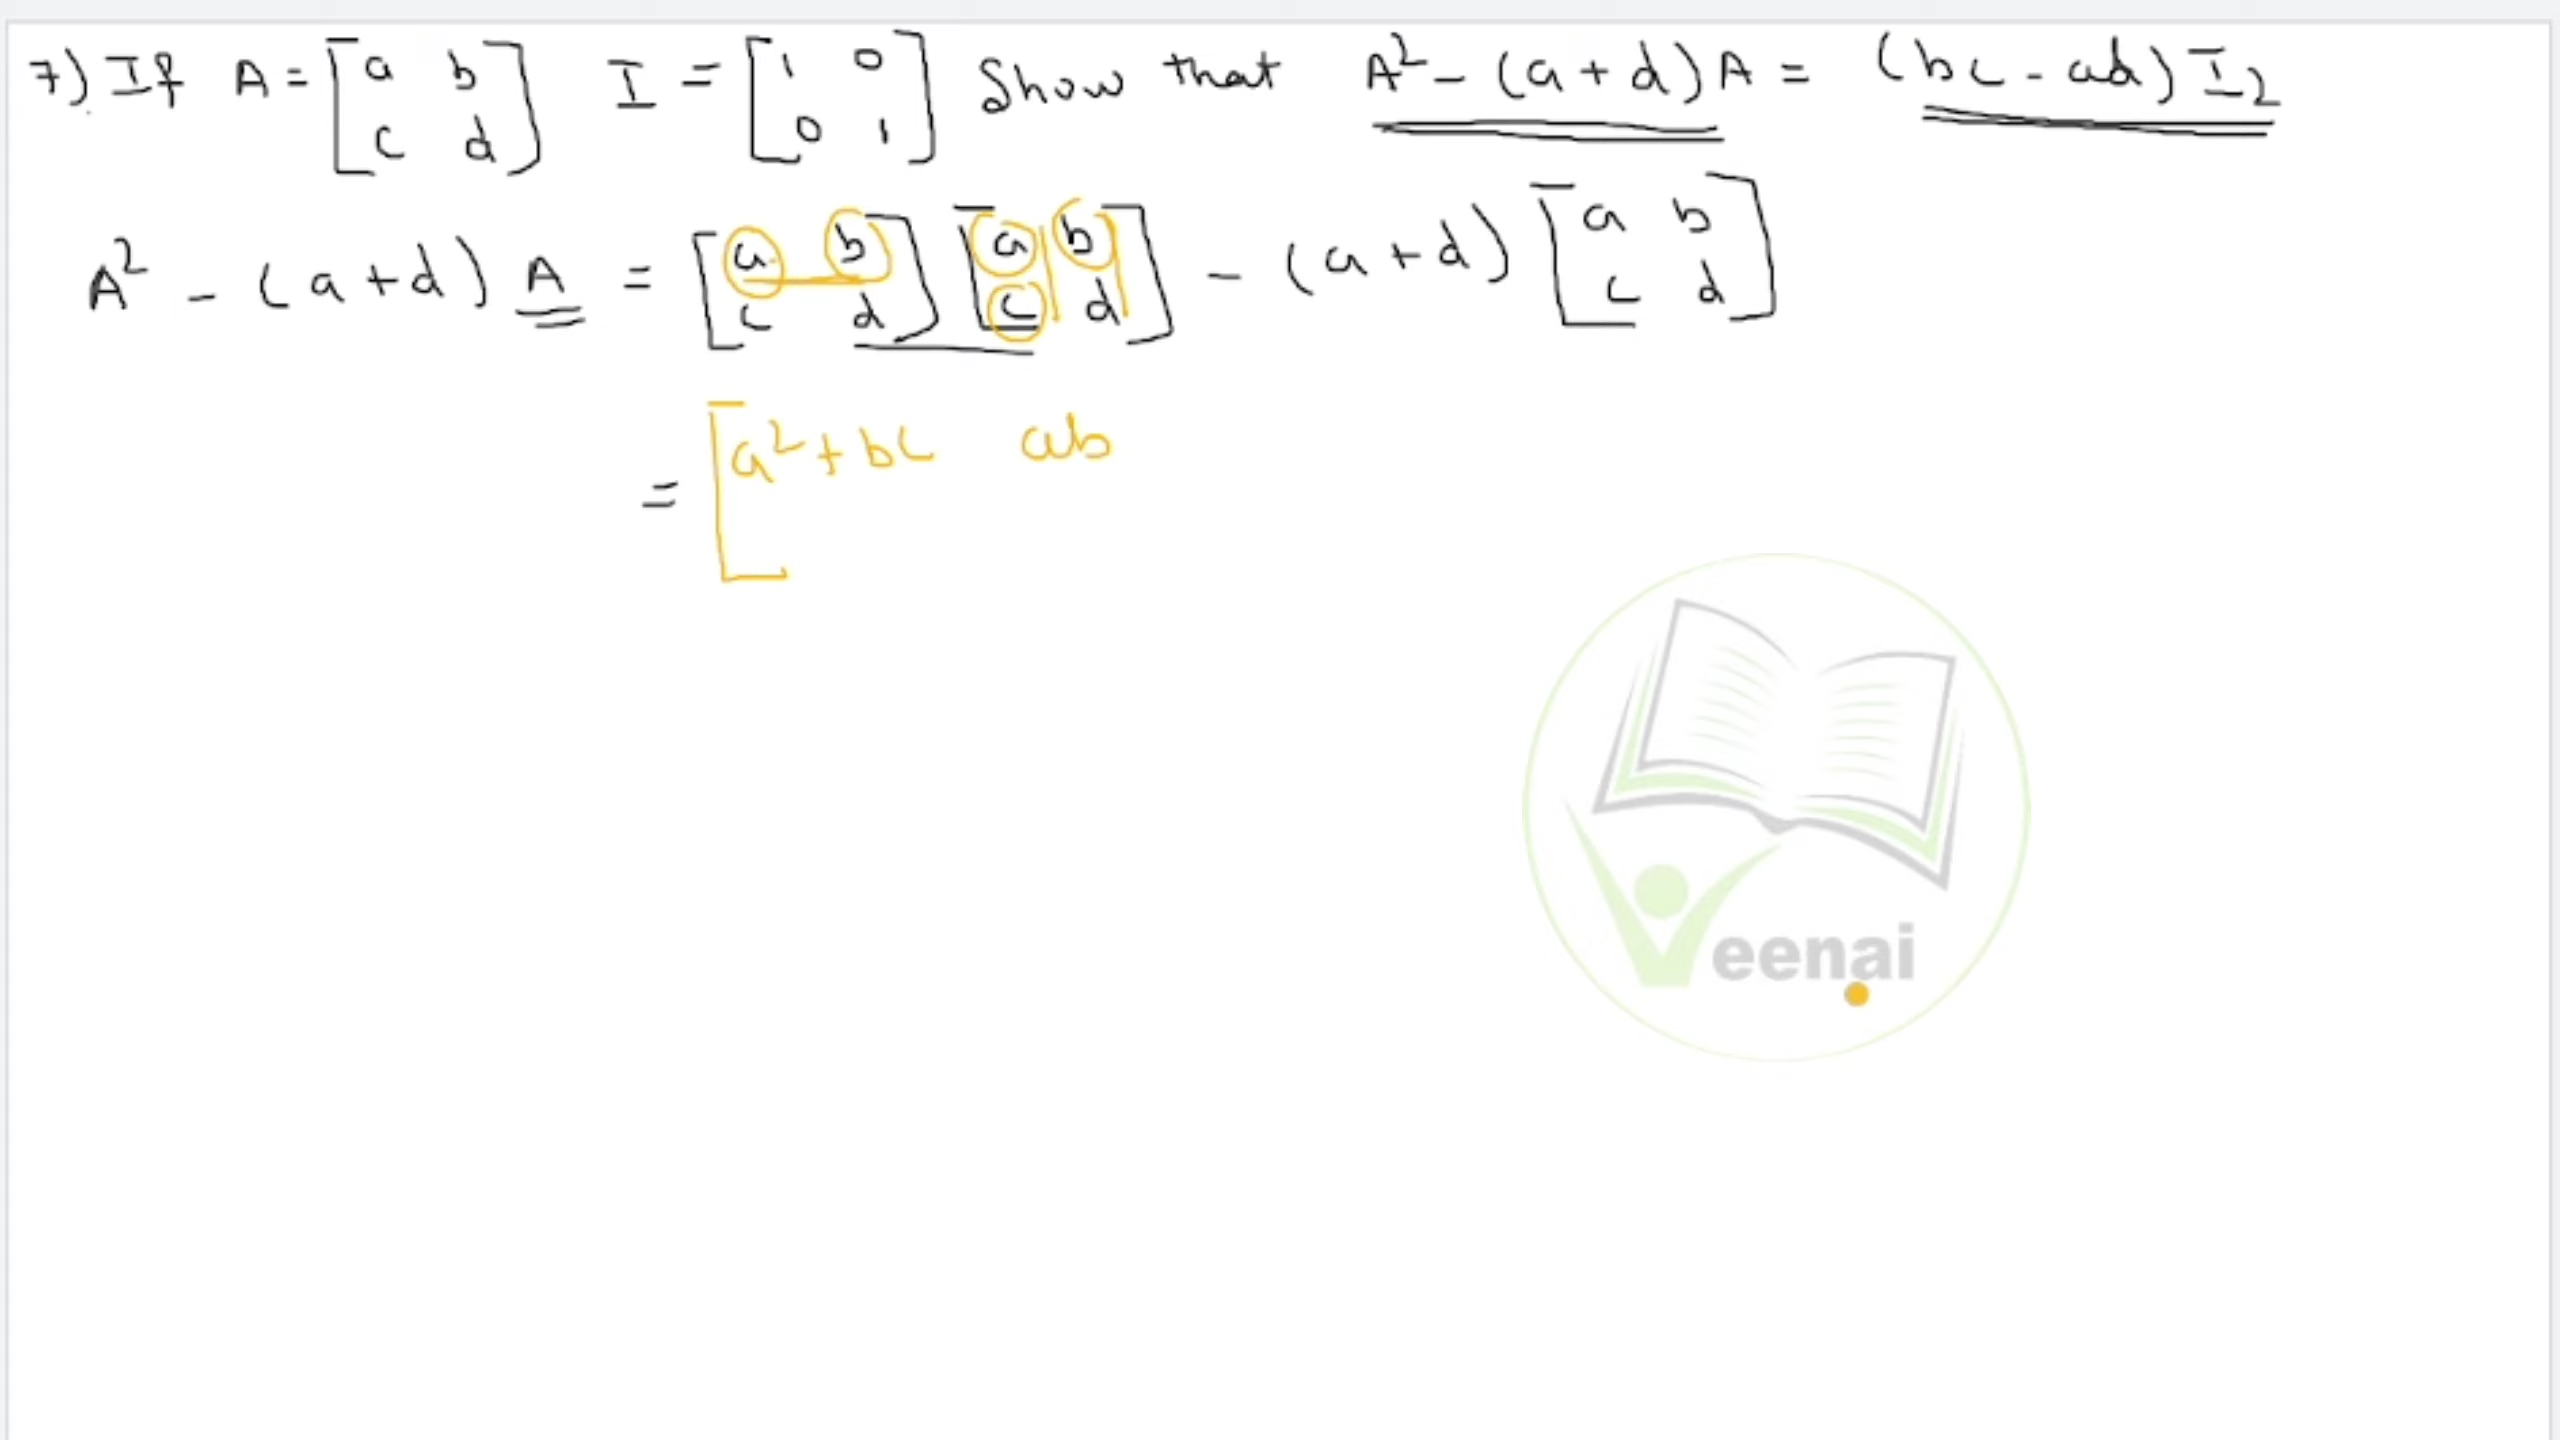 7) If A = [a b c d] I = [1 0 0 1] Show that A² - (a+d)A = (bc - ad) I₂
A² - (a+d) A = [a b c d] [a b c d] - (a+d) [a b c d]
= [a² + bc ab
Veenai